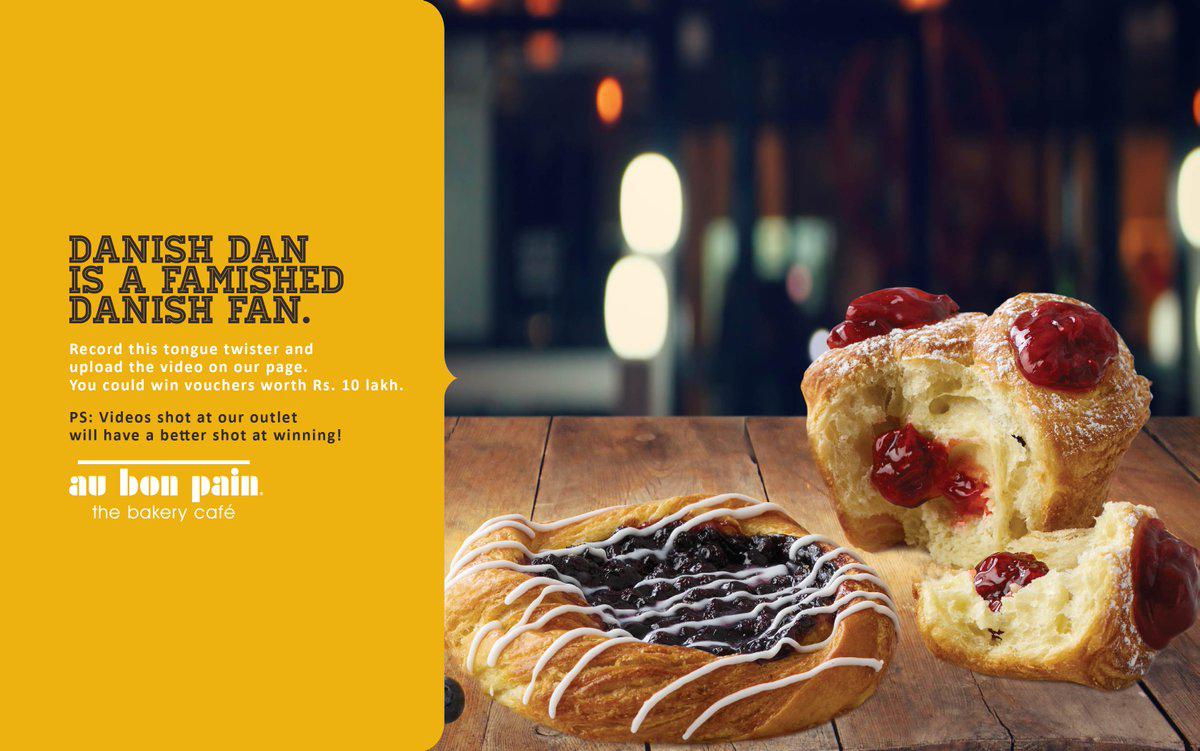 DANISH DAN
IS A FAMISHED
DANISH FAN.
Record this tongue twister and
upload the video on our page.
You could win vouchers worth Rs. 10 lakh.
PS: Videos shot at our outlet
will have a better shot at winning!
au bon pain®
the bakery café